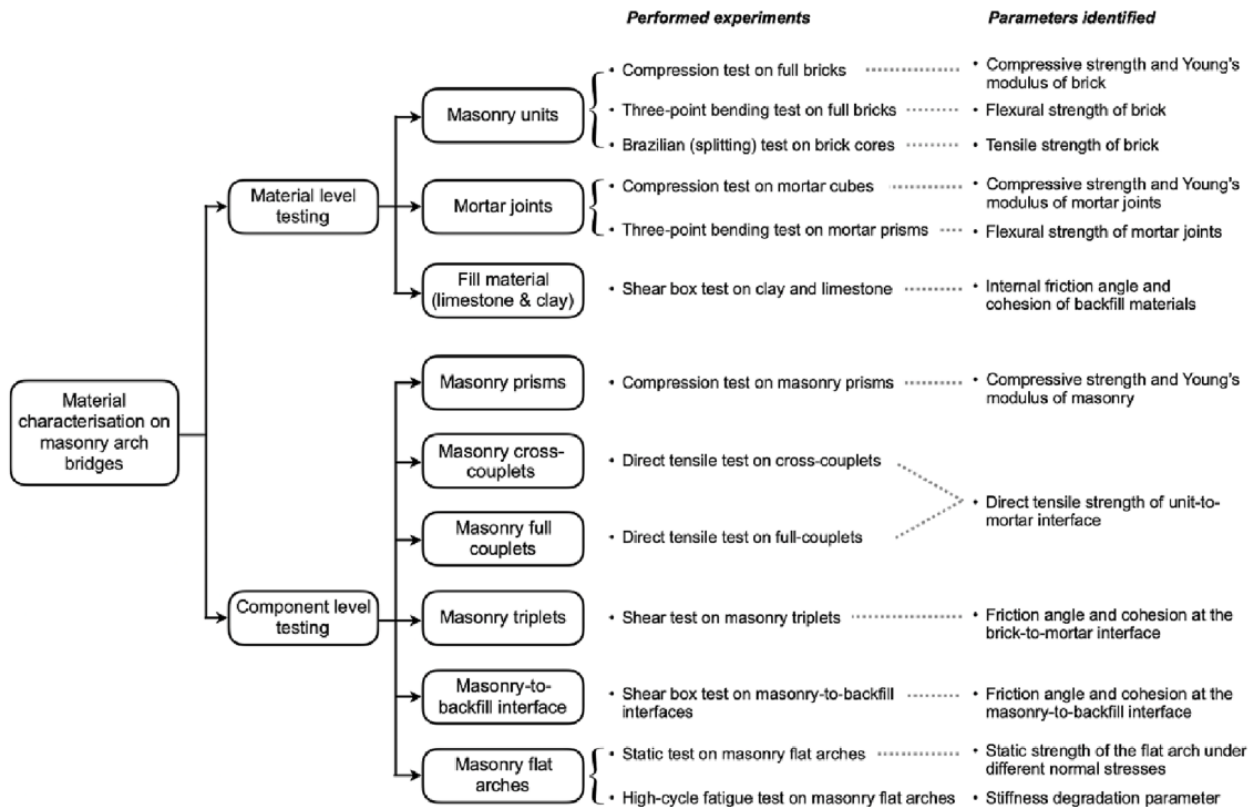 Performed experiments
Parameters identified
Material
characterisation on
masonry arch
bridges
Material level
testing
Masonry units
• Compression test on full bricks
• Compressive strength and Young's
modulus of brick
• Three-point bending test on full bricks
• Flexural strength of brick
• Brazilian (splitting) test on brick cores
• Tensile strength of brick
Mortar joints
• Compression test on mortar cubes
• Compressive strength and Young's
modulus of mortar joints
• Three-point bending test on mortar prisms
• Flexural strength of mortar joints
Fill material
(limestone & clay)
• Shear box test on clay and limestone
• Internal friction angle and
cohesion of backfill materials
Component level
testing
Masonry prisms
• Compression test on masonry prisms
• Compressive strength and Young's
modulus of masonry
Masonry cross-
couplets
• Direct tensile test on cross-couplets
Masonry full
couplets
• Direct tensile test on full-couplets
• Direct tensile strength of unit-to-
mortar interface
Masonry triplets
• Shear test on masonry triplets
• Friction angle and cohesion at the
brick-to-mortar interface
Masonry-to-
backfill interface
• Shear box test on masonry-to-backfill
interfaces
• Friction angle and cohesion at the
masonry-to-backfill interface
Masonry flat
arches
• Static test on masonry flat arches
• Static strength of the flat arch under
different normal stresses
• High-cycle fatigue test on masonry flat arches
• Stiffness degradation parameter